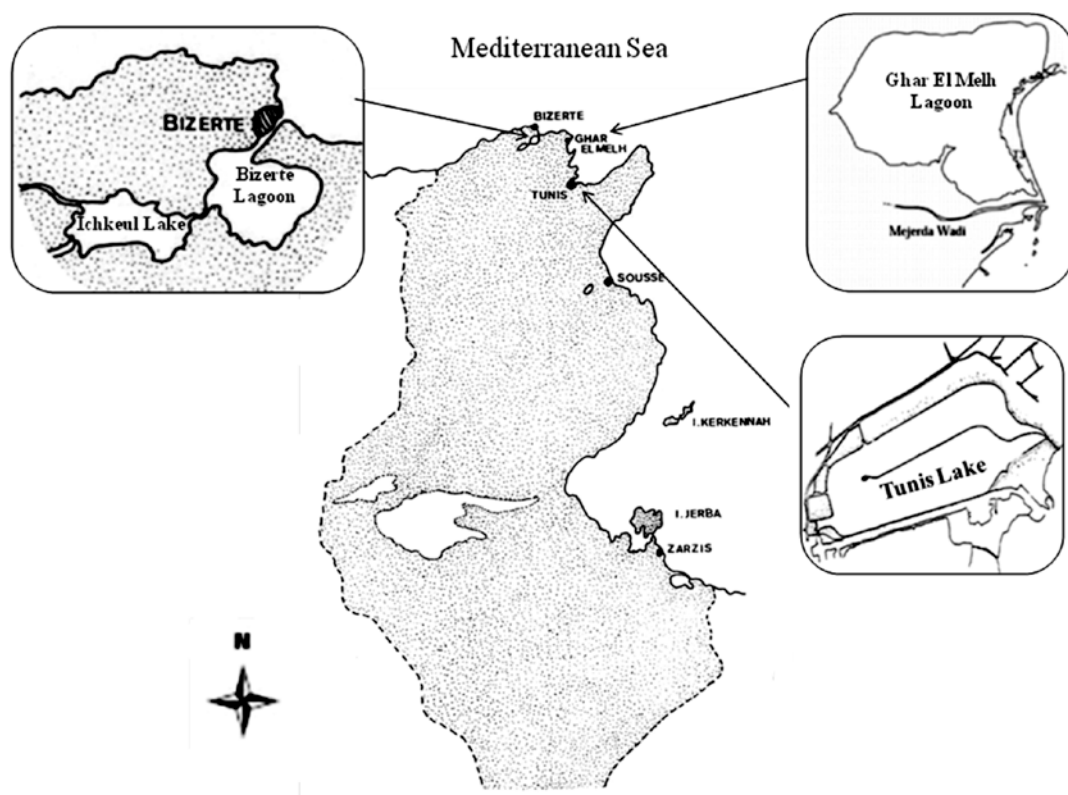 Mediterranean Sea
BIZERTE
Bizerte
Lagoon
Ichkeul Lake
Ghar El Melh
Lagoon
Mejerda Wadi
BIZERTE
GHAR
EL MELH
TUNIS
SOUSSE
I.KERKENNAH
I.JERBA
ZARZIS
Tunis Lake
N